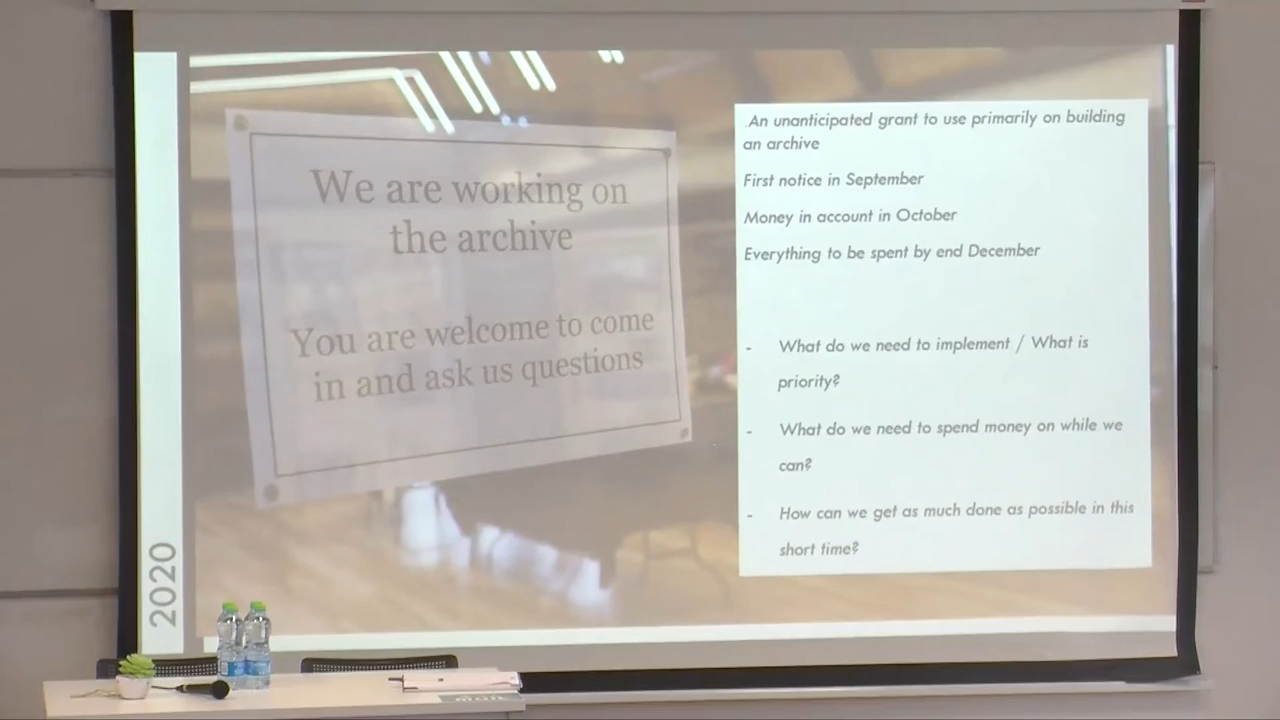 We are working on
the archive
You are welcome to come
in and ask us questions
.An unanticipated grant to use primarily on building
an archive
First notice in September
Money in account in October
Everything to be spent by end December
- What do we need to implement / What is
priority?
- What do we need to spend money on while we
can?
- How can we get as much done as possible in this
short time?
2020